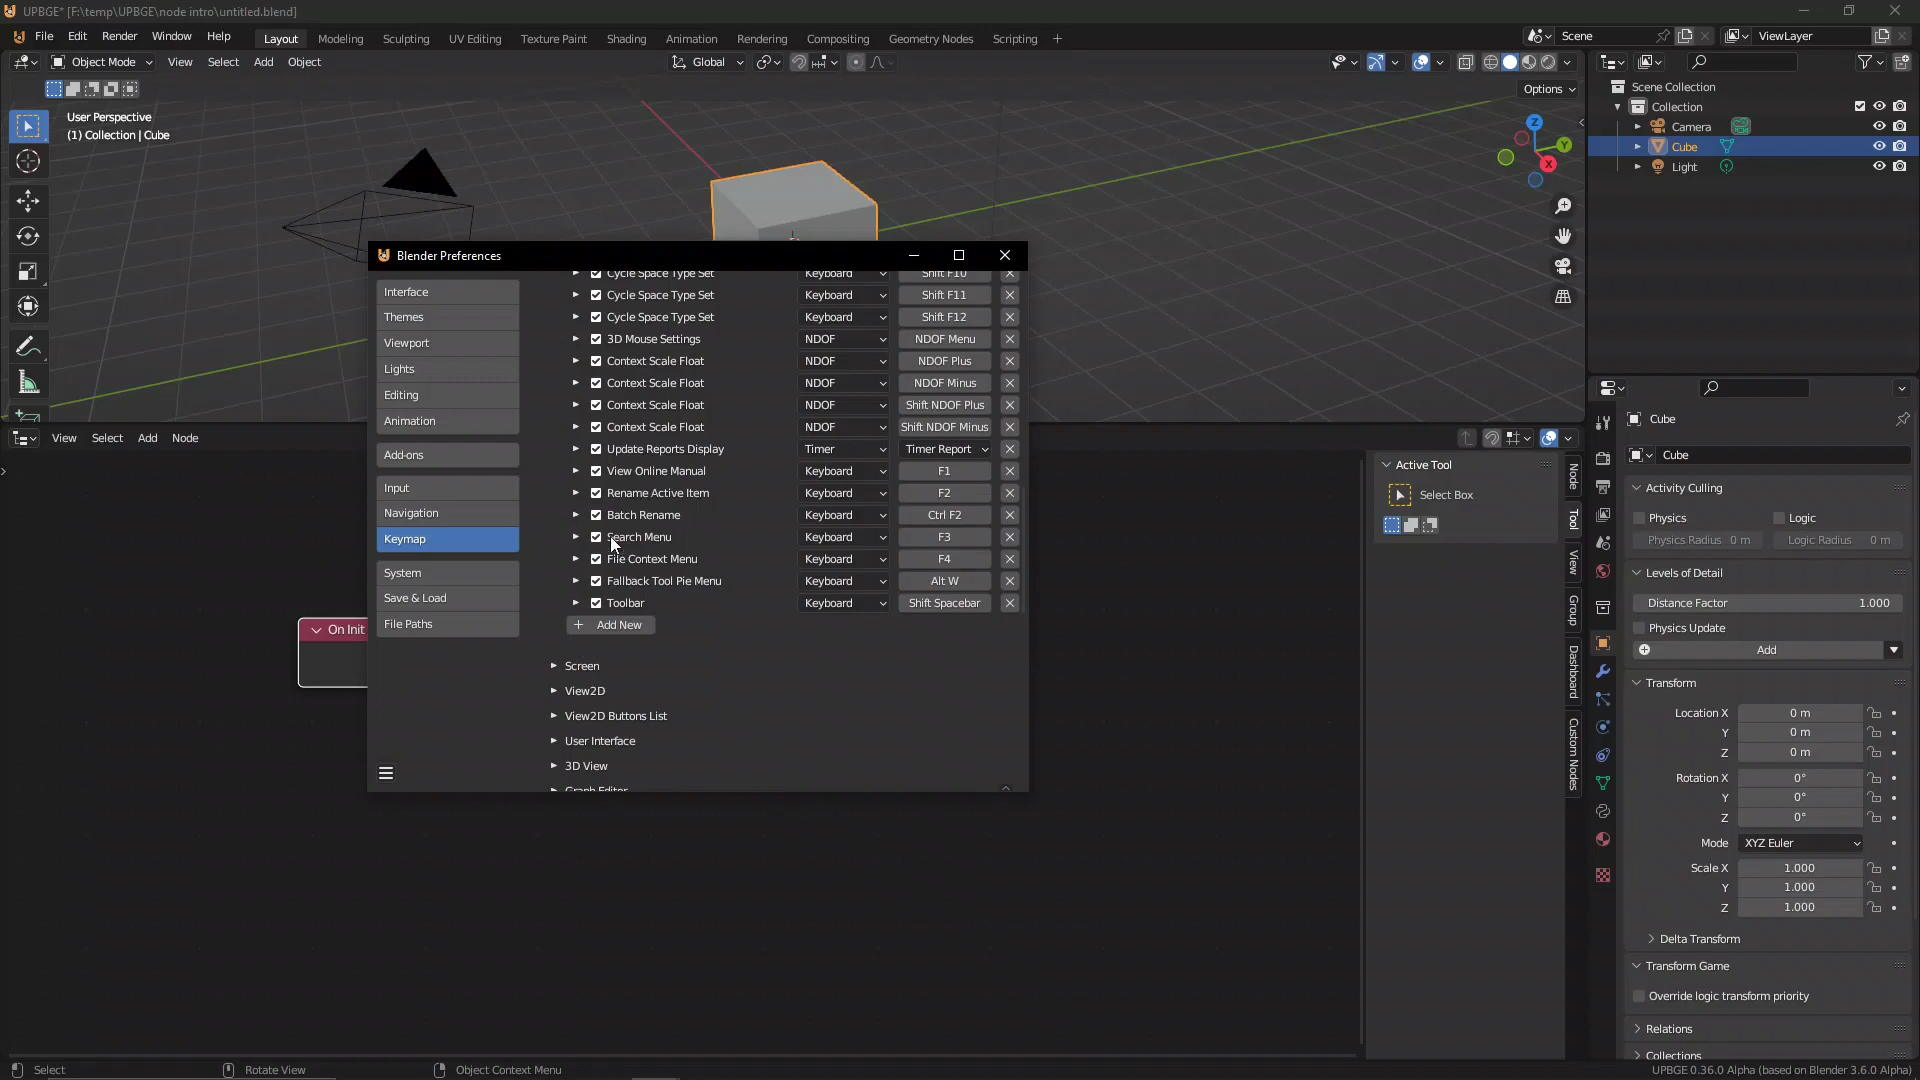 UPBGE* [F:\temp\UPBGE\node intro\untitled.blend]
File Edit Render Window Help
Layout Modeling Sculpting UV Editing Texture Paint Shading Animation Rendering Compositing Geometry Nodes Scripting +
Scene
ViewLayer
Object Mode View Select Add Object
Global
Options
User Perspective
(1) Collection | Cube
Z
Y
X
Scene Collection
Collection
Camera
Cube
Light
Blender Preferences
Interface
Themes
Viewport
Lights
Editing
Animation
Add-ons
Input
Navigation
Keymap
System
Save & Load
File Paths
Cycle Space Type Set Keyboard Shift F10
Cycle Space Type Set Keyboard Shift F11
Cycle Space Type Set Keyboard Shift F12
3D Mouse Settings NDOF NDOF Menu
Context Scale Float NDOF NDOF Plus
Context Scale Float NDOF NDOF Minus
Context Scale Float NDOF Shift NDOF Plus
Context Scale Float NDOF Shift NDOF Minus
Update Reports Display Timer Timer Report
View Online Manual Keyboard F1
Rename Active Item Keyboard F2
Batch Rename Keyboard Ctrl F2
Search Menu Keyboard F3
File Context Menu Keyboard F4
Fallback Tool Pie Menu Keyboard Alt W
Toolbar Keyboard Shift Spacebar
+ Add New
Screen
View2D
View2D Buttons List
User Interface
3D View
Graph Editor
View Select Add Node
On Init
Active Tool
Select Box
Node
Tool
View
Group
Dashboard
Custom Nodes
Cube
Cube
Activity Culling
Physics Logic
Physics Radius 0 m Logic Radius 0 m
Levels of Detail
Distance Factor 1.000
Physics Update
Add
Transform
Location X 0 m
Y 0 m
Z 0 m
Rotation X 0°
Y 0°
Z 0°
Mode XYZ Euler
Scale X 1.000
Y 1.000
Z 1.000
Delta Transform
Transform Game
Override logic transform priority
Relations
Collections
Select Rotate View Object Context Menu
UPBGE 0.36.0 Alpha (based on Blender 3.6.0 Alpha)